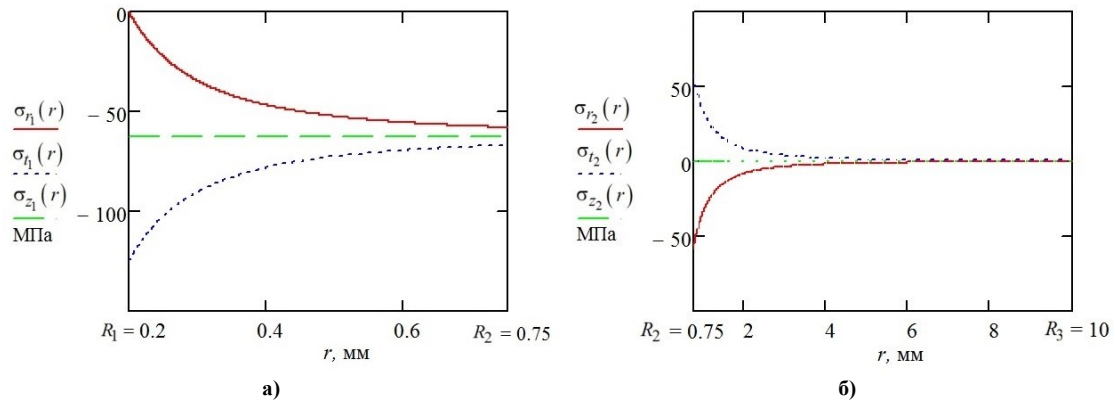 0
σr₁(r)
− 50
σt₁(r)
σz₁(r)
− 100
МПа
R₁ = 0.2
0.4
0.6
R₂ = 0.75
r, мм
а)
50
σr₂(r)
σt₂(r)
0
σz₂(r)
МПа
− 50
R₂ = 0.75
2
4
6
8
R₃ = 10
r, мм
б)